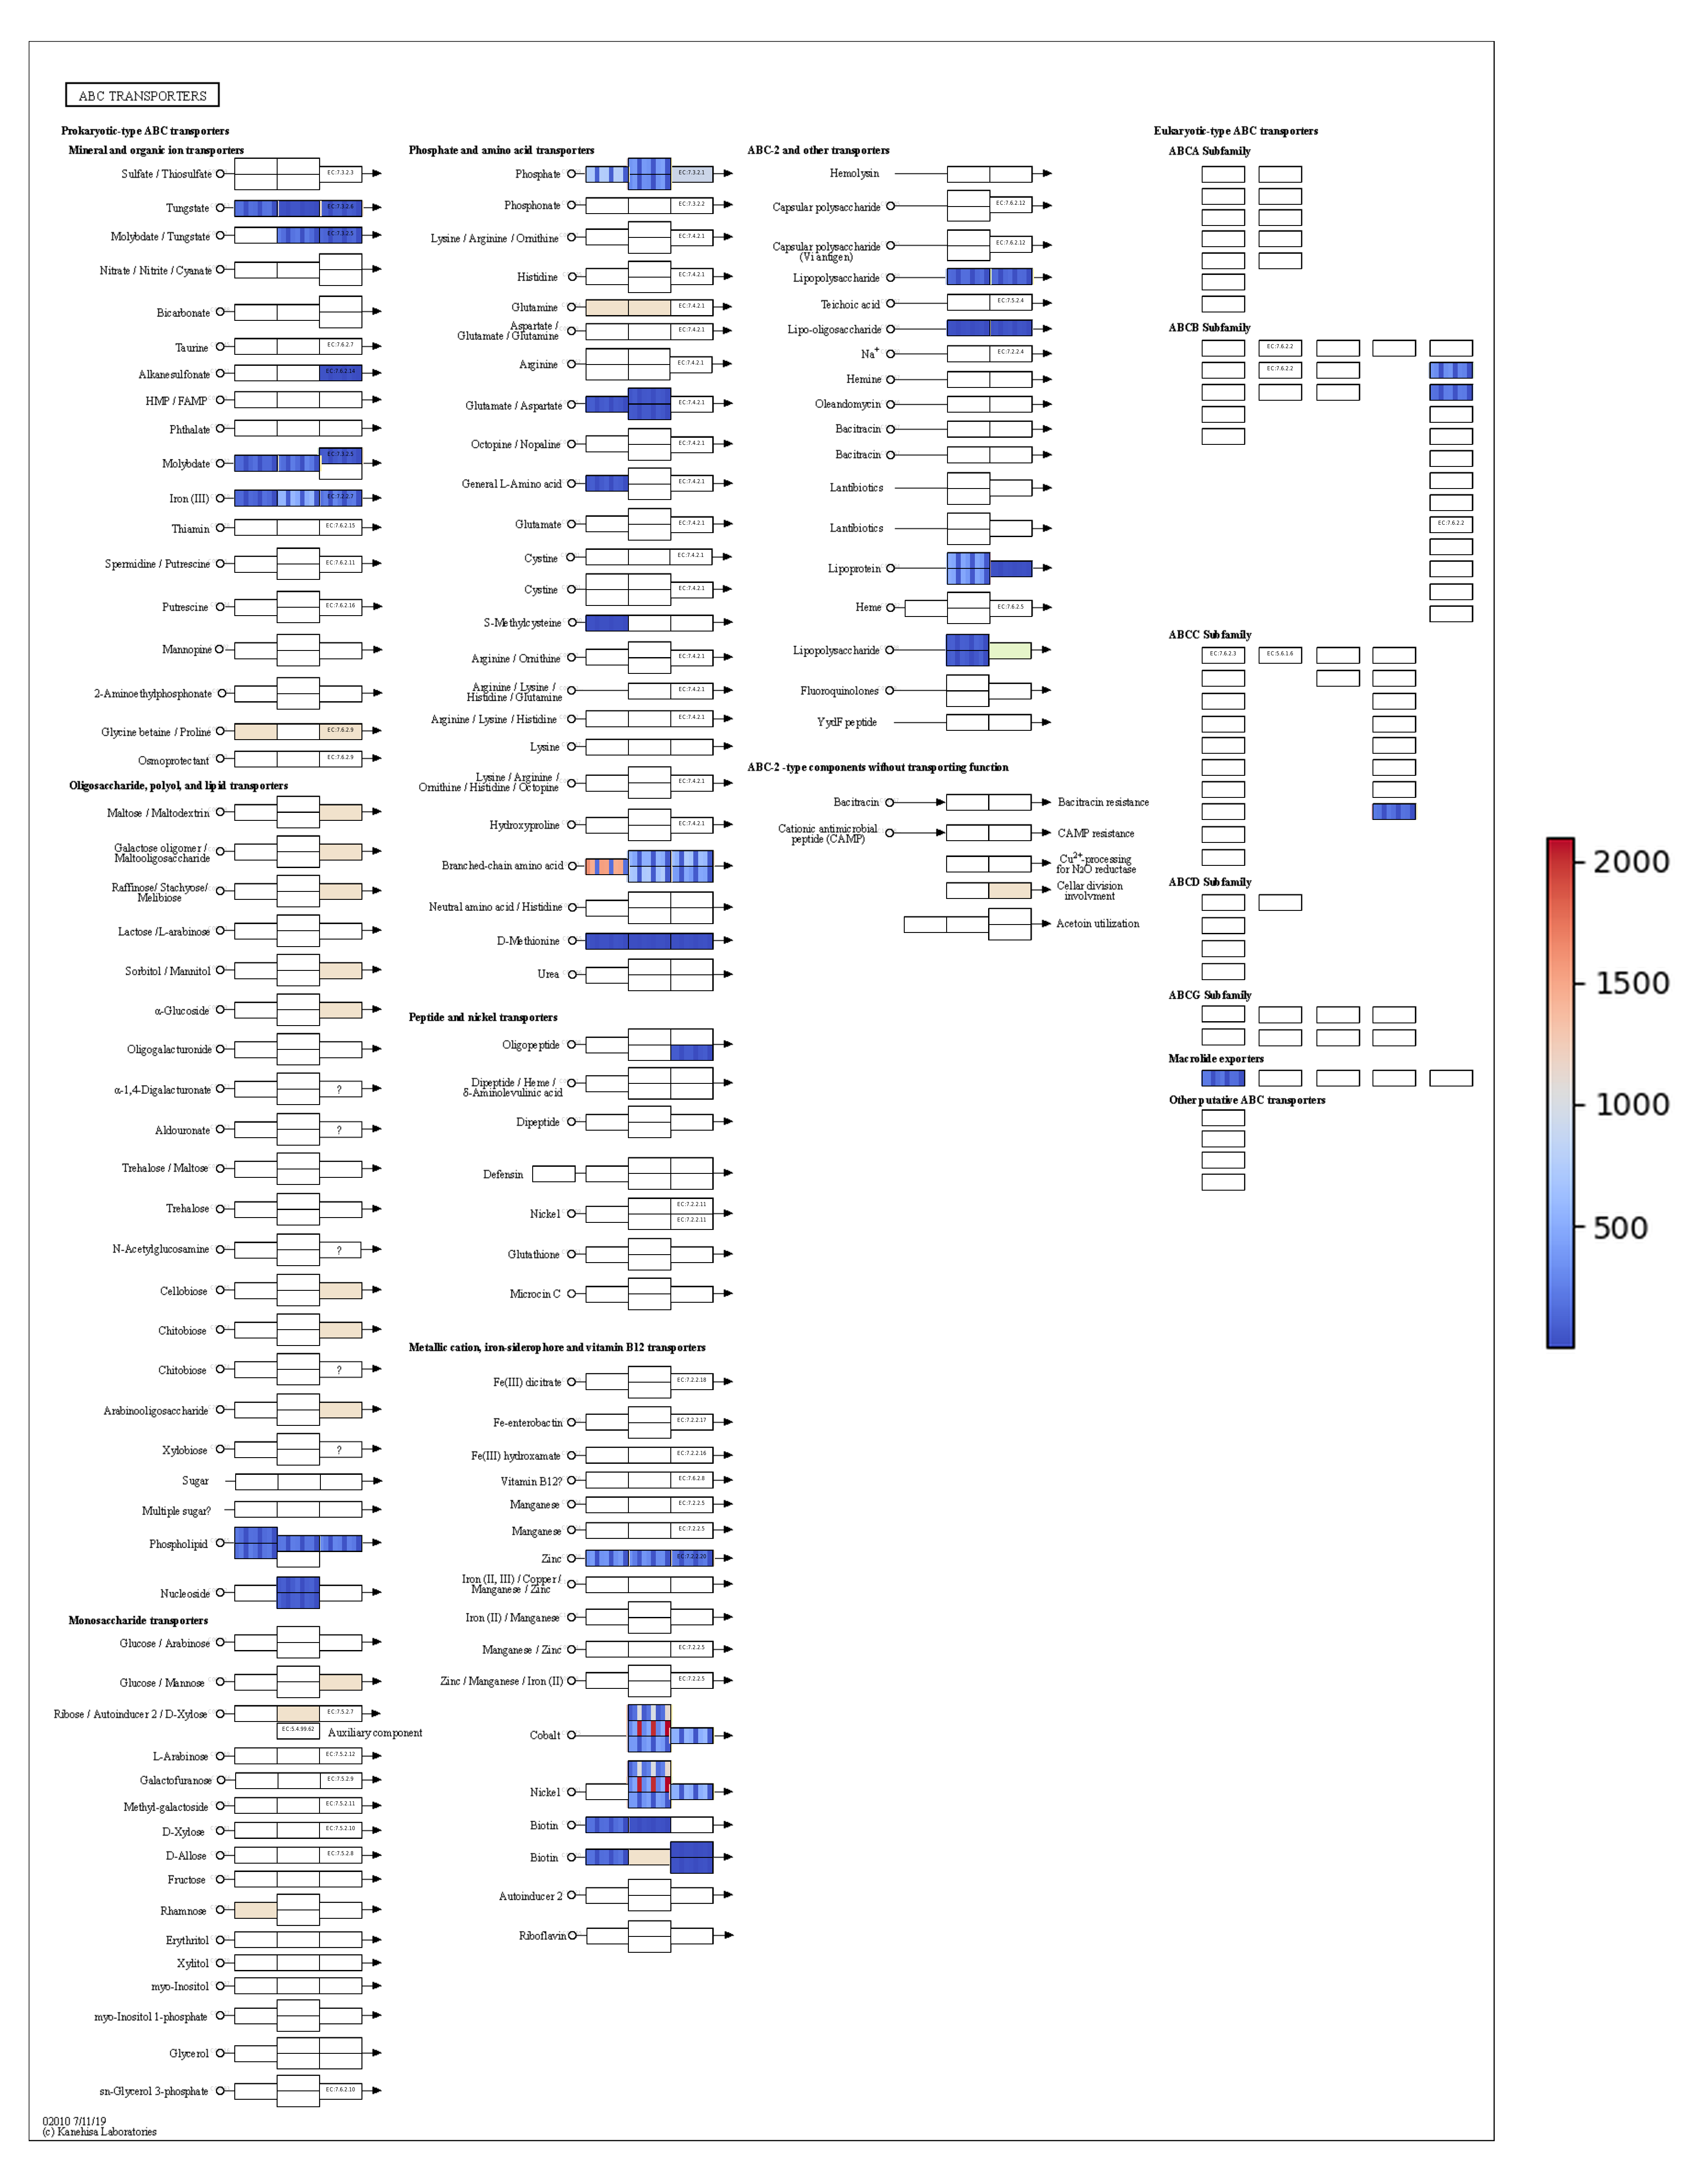 ABC TRANSPORTERS
Prokaryotic-type ABC transporters
Mineral and organic ion transporters
Sulfate / Thiosulfate
EC:7.3.2.3
Tungstate
EC:7.3.2.6
Molybdate / Tungstate
EC:7.3.2.5
Nitrate / Nitrite / Cyanate
Bicarbonate
Taurine
EC:7.6.2.7
Alkanesulfonate
EC:7.6.2.14
HMP / FAMP
Phthalate
Molybdate
EC:7.3.2.5
Iron (III)
EC:7.2.2.7
Thiamin
EC:7.6.2.15
Spermidine / Putrescine
EC:7.6.2.11
Putrescine
EC:7.6.2.16
Mannopine
2-Aminoethylphosphonate
Glycine betaine / Proline
EC:7.6.2.9
Osmoprotectant
EC:7.6.2.9
Oligosaccharide, polyol, and lipid transporters
Maltose / Maltodextrin
Galactose oligomer /
Maltooligosaccharide
Raffinose/ Stachyose/
Melibiose
Lactose /L-arabinose
Sorbitol / Mannitol
α-Glucoside
Oligogalacturonide
α-1,4-Digalacturonate
?
Aldouronate
?
Trehalose / Maltose
Trehalose
N-Acetylglucosamine
?
Cellobiose
Chitobiose
Chitobiose
?
Arabinooligosaccharide
Xylobiose
?
Sugar
Multiple sugar?
Phospholipid
Nucleoside
Monosaccharide transporters
Glucose / Arabinose
Glucose / Mannose
Ribose / Autoinducer 2 / D-Xylose
EC:7.5.2.7
EC:5.4.99.62
Auxiliary component
L-Arabinose
EC:7.5.2.12
Galactofuranose
EC:7.5.2.9
Methyl-galactoside
EC:7.5.2.11
D-Xylose
EC:7.5.2.10
D-Allose
EC:7.5.2.8
Fructose
Rhamnose
Erythritol
Xylitol
myo-Inositol
myo-Inositol 1-phosphate
Glycerol
sn-Glycerol 3-phosphate
EC:7.6.2.10
02010 7/11/19
(c) Kanehisa Laboratories
Phosphate and amino acid transporters
Phosphate
EC:7.3.2.1
Phosphonate
EC:7.3.2.2
Lysine / Arginine / Ornithine
EC:7.4.2.1
Histidine
EC:7.4.2.1
Glutamine
EC:7.4.2.1
Aspartate /
Glutamate / Glutamine
EC:7.4.2.1
Arginine
EC:7.4.2.1
Glutamate / Aspartate
EC:7.4.2.1
Octopine / Nopaline
EC:7.4.2.1
General L-Amino acid
EC:7.4.2.1
Glutamate
EC:7.4.2.1
Cystine
EC:7.4.2.1
Cystine
EC:7.4.2.1
S-Methylcysteine
Arginine / Ornithine
EC:7.4.2.1
Arginine / Lysine /
Histidine / Glutamine
EC:7.4.2.1
Arginine / Lysine / Histidine
EC:7.4.2.1
Lysine
Lysine / Arginine /
Ornithine / Histidine / Octopine
EC:7.4.2.1
Hydroxyproline
EC:7.4.2.1
Branched-chain amino acid
Neutral amino acid / Histidine
D-Methionine
Urea
Peptide and nickel transporters
Oligopeptide
Dipeptide / Heme /
δ-Aminolevulinic acid
Dipeptide
Defensin
Nickel
EC:7.2.2.11
EC:7.2.2.11
Glutathione
Microcin C
Metallic cation, iron-siderophore and vitamin B12 transporters
Fe(III) dicitrate
EC:7.2.2.18
Fe-enterobactin
EC:7.2.2.17
Fe(III) hydroxamate
EC:7.2.2.16
Vitamin B12?
EC:7.6.2.8
Manganese
EC:7.2.2.5
Manganese
EC:7.2.2.5
Zinc
EC:7.2.2.20
Iron (II, III) / Copper /
Manganese / Zinc
Iron (II) / Manganese
Manganese / Zinc
EC:7.2.2.5
Zinc / Manganese / Iron (II)
EC:7.2.2.5
Cobalt
Nickel
Biotin
Biotin
Autoinducer 2
Riboflavin
ABC-2 and other transporters
Hemolysin
Capsular polysaccharide
EC:7.6.2.12
Capsular polysaccharide
(Vi antigen)
EC:7.6.2.12
Lipopolysaccharide
Teichoic acid
EC:7.5.2.4
Lipo-oligosaccharide
Na+
EC:7.2.2.4
Hemine
Oleandomycin
Bacitracin
Bacitracin
Lantibiotics
Lantibiotics
Lipoprotein
Heme
EC:7.6.2.5
Lipopolysaccharide
Fluoroquinolones
YydF peptide
ABC-2 -type components without transporting function
Bacitracin
Bacitracin resistance
Cationic antimicrobial
peptide (CAMP)
CAMP resistance
Cu2+-processing
for N2O reductase
Cellar division
involvment
Acetoin utilization
Eukaryotic-type ABC transporters
ABCA Subfamily
ABCB Subfamily
EC:7.6.2.2
EC:7.6.2.2
EC:7.6.2.2
ABCC Subfamily
EC:7.6.2.3
EC:5.6.1.6
ABCD Subfamily
ABCG Subfamily
Macrolide exporters
Other putative ABC transporters
2000
1500
1000
500